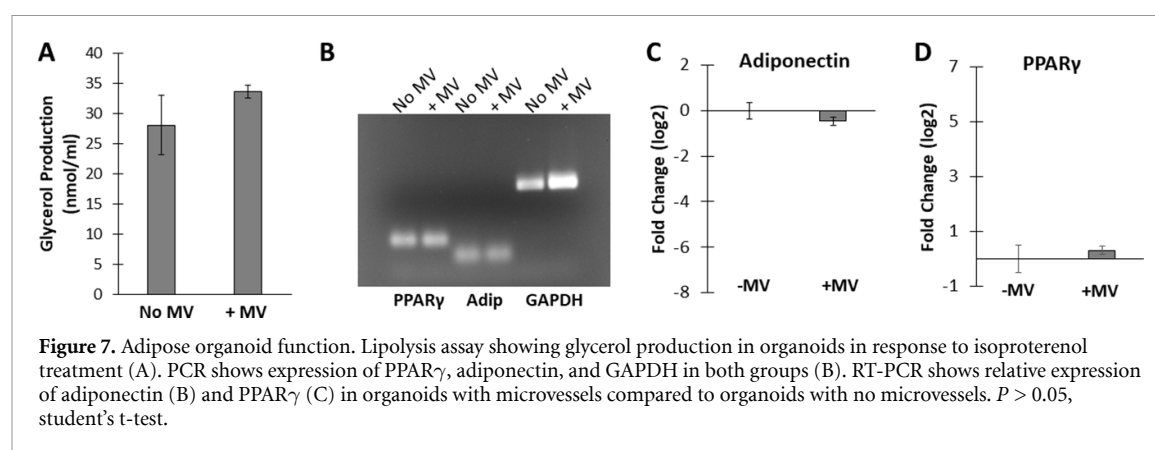 A
Glycerol Production
(nmol/ml)
40
35
30
25
20
15
10
5
0
No MV + MV
B
No MV + MV No MV + MV No MV + MV
PPARγ Adip GAPDH
C
Adiponectin
Fold Change (log2)
2
0
-2
-4
-6
-8
-MV +MV
D
PPARγ
Fold Change (log2)
7
5
3
1
-1
-MV +MV
Figure 7. Adipose organoid function. Lipolysis assay showing glycerol production in organoids in response to isoproterenol
treatment (A). PCR shows expression of PPARγ, adiponectin, and GAPDH in both groups (B). RT-PCR shows relative expression
of adiponectin (B) and PPARγ (C) in organoids with microvessels compared to organoids with no microvessels. P > 0.05,
student’s t-test.